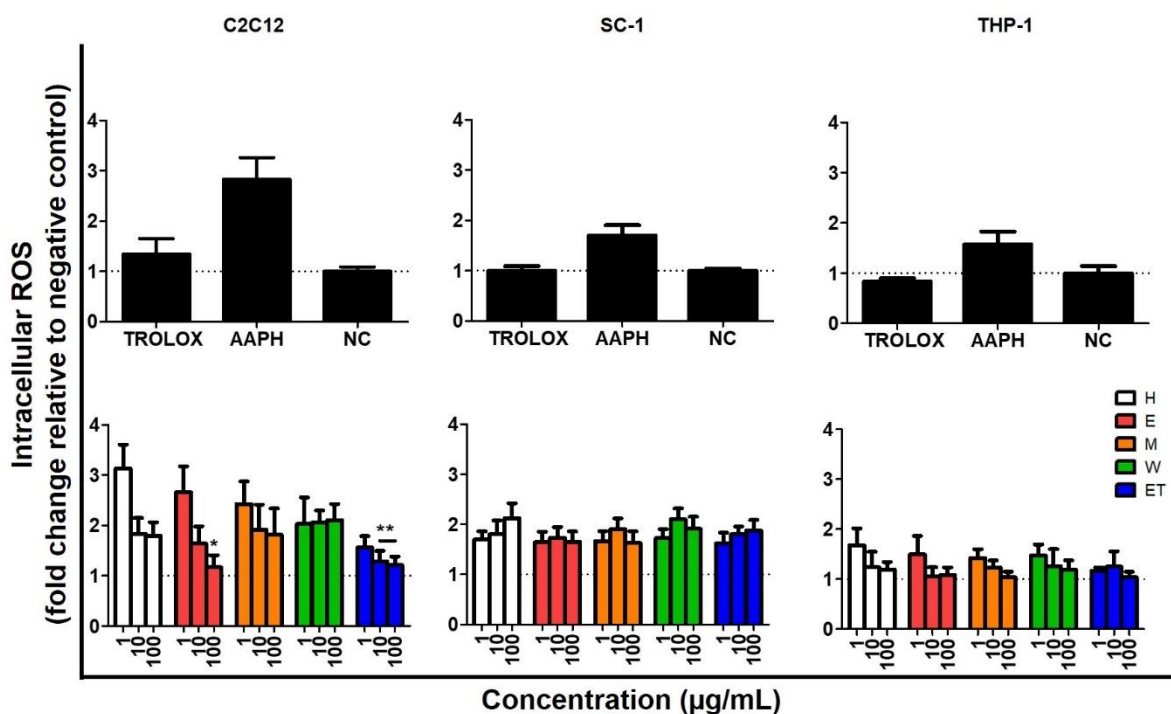 C2C12 SC-1 THP-1
Intracellular ROS
(fold change relative to negative control)
4 4 4
3 3 3
2 2 2
1 1 1
0 0 0
TROLOX AAPH NC TROLOX AAPH NC TROLOX AAPH NC
H
E
M
W
ET
4 4 4
3 3 3
2 2 2
1 1 1
0 0 0
* **
1 10 100 1 10 100 1 10 100 1 10 100 1 10 100 1 10 100 1 10 100 1 10 100 1 10 100 1 10 100 1 10 100 1 10 100 1 10 100 1 10 100 1 10 100
Concentration (µg/mL)